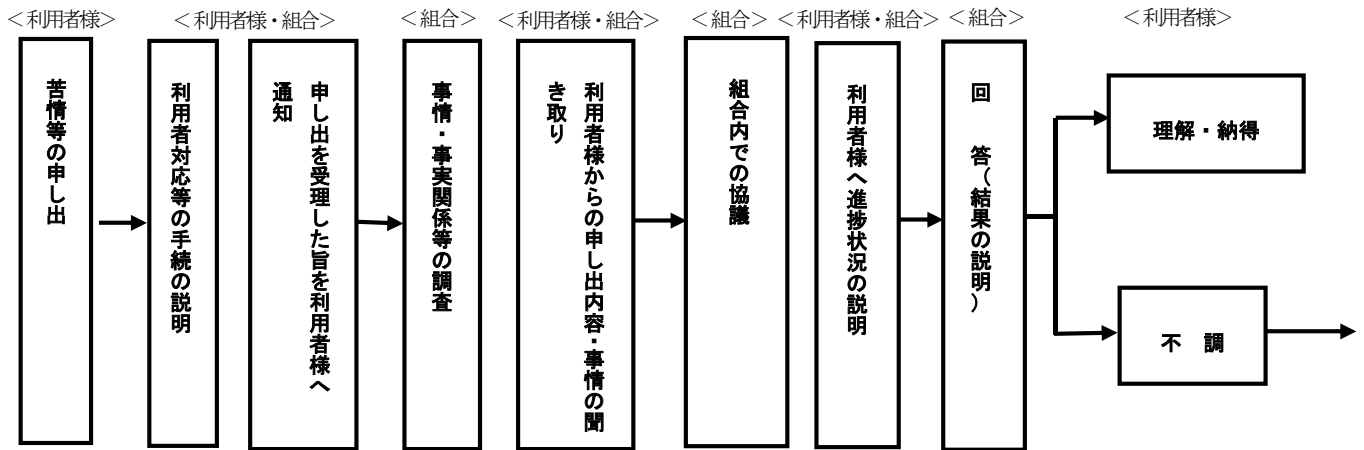 ＜利用者様＞
＜利用者様・組合＞
＜組合＞
＜利用者様・組合＞
＜組合＞
＜利用者様・組合＞
＜組合＞
＜利用者様＞
苦情等の申し出
利用者対応等の手続の説明
申し出を受理した旨を利用者様へ
通知
事情・事実関係等の調査
利用者様からの申し出内容・事情の聞
き取り
組合内での協議
利用者様へ進捗状況の説明
回　答（結果の説明）
理解・納得
不　調